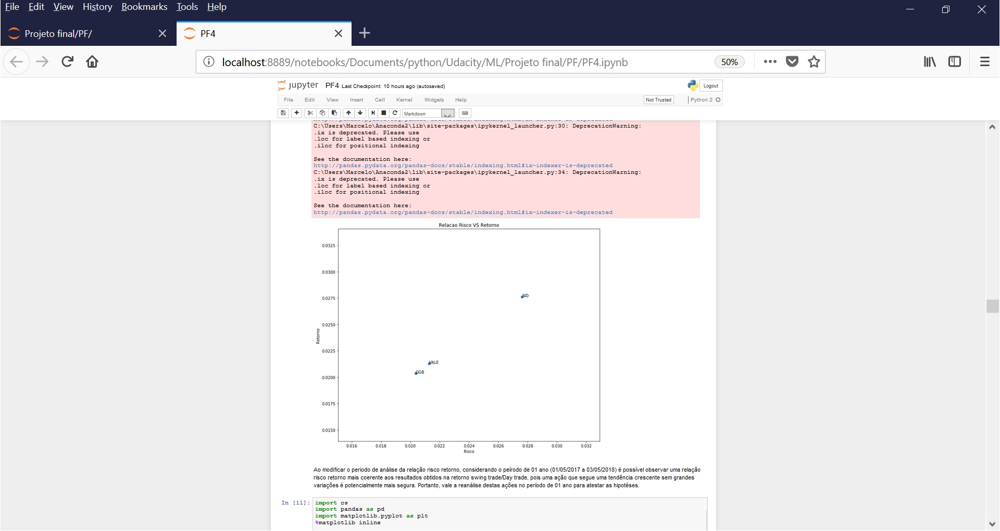 File Edit View History Bookmarks Tools Help
Projeto final/PF/
PF4
localhost:8889/notebooks/Documents/python/Udacity/ML/Projeto final/PF/PF4.ipynb
50%
jupyter PF4 Last Checkpoint: 10 hours ago (autosaved)
Logout
File Edit View Insert Cell Kernel Widgets Help
Not Trusted
Python 2
Markdown
C:\Users\Marcelo\Anaconda2\lib\site-packages\ipykernel_launcher.py:30: DeprecationWarning:
.ix is deprecated. Please use
.loc for label based indexing or
.iloc for positional indexing
See the documentation here:
http://pandas.pydata.org/pandas-docs/stable/indexing.html#ix-indexer-is-deprecated
C:\Users\Marcelo\Anaconda2\lib\site-packages\ipykernel_launcher.py:34: DeprecationWarning:
.ix is deprecated. Please use
.loc for label based indexing or
.iloc for positional indexing
See the documentation here:
http://pandas.pydata.org/pandas-docs/stable/indexing.html#ix-indexer-is-deprecated
Relacao Risco VS Retorno
0.0325
0.0300
0.0275
0.0250
0.0225
0.0200
0.0175
0.0150
Retorno
SID
VALE
GGB
0.016 0.018 0.020 0.022 0.024 0.026 0.028 0.030 0.032
Risco
Ao modificar o periodo de análise da relação risco retorno, considerando o peírodo de 01 ano (01/05/2017 a 03/05/2018) é possível observar uma relação
risco retorno mais coerente aos resultados obtidos na retorno swing trade/Day trade, pois uma ação que segue uma tendência crescente sem grandes
variações é potencialmente mais segura. Portanto, vale a reanálise destas ações no período de 01 ano para atestar as hipotéses.
In [11]: import os
import pandas as pd
import matplotlib.pyplot as plt
%matplotlib inline